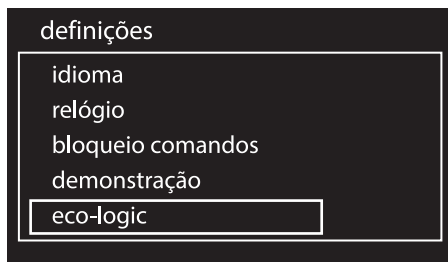 definições
idioma
relógio
bloqueio comandos
demonstração
eco-logic